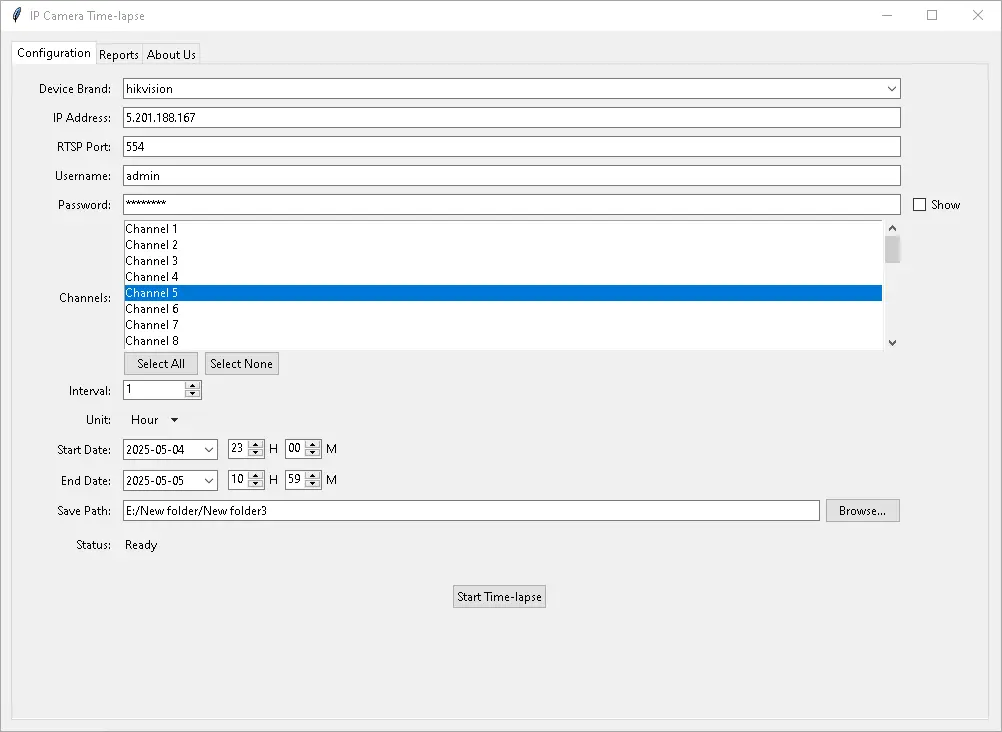 IP Camera Time-lapse
Configuration Reports About Us
Device Brand: hikvision
IP Address: 5.201.188.167
RTSP Port: 554
Username: admin
Password: ******** Show
Channels:
Channel 1
Channel 2
Channel 3
Channel 4
Channel 5
Channel 6
Channel 7
Channel 8
Select All Select None
Interval: 1
Unit: Hour
Start Date: 2025-05-04 23 H 00 M
End Date: 2025-05-05 10 H 59 M
Save Path: E:/New folder/New folder3 Browse...
Status: Ready
Start Time-lapse